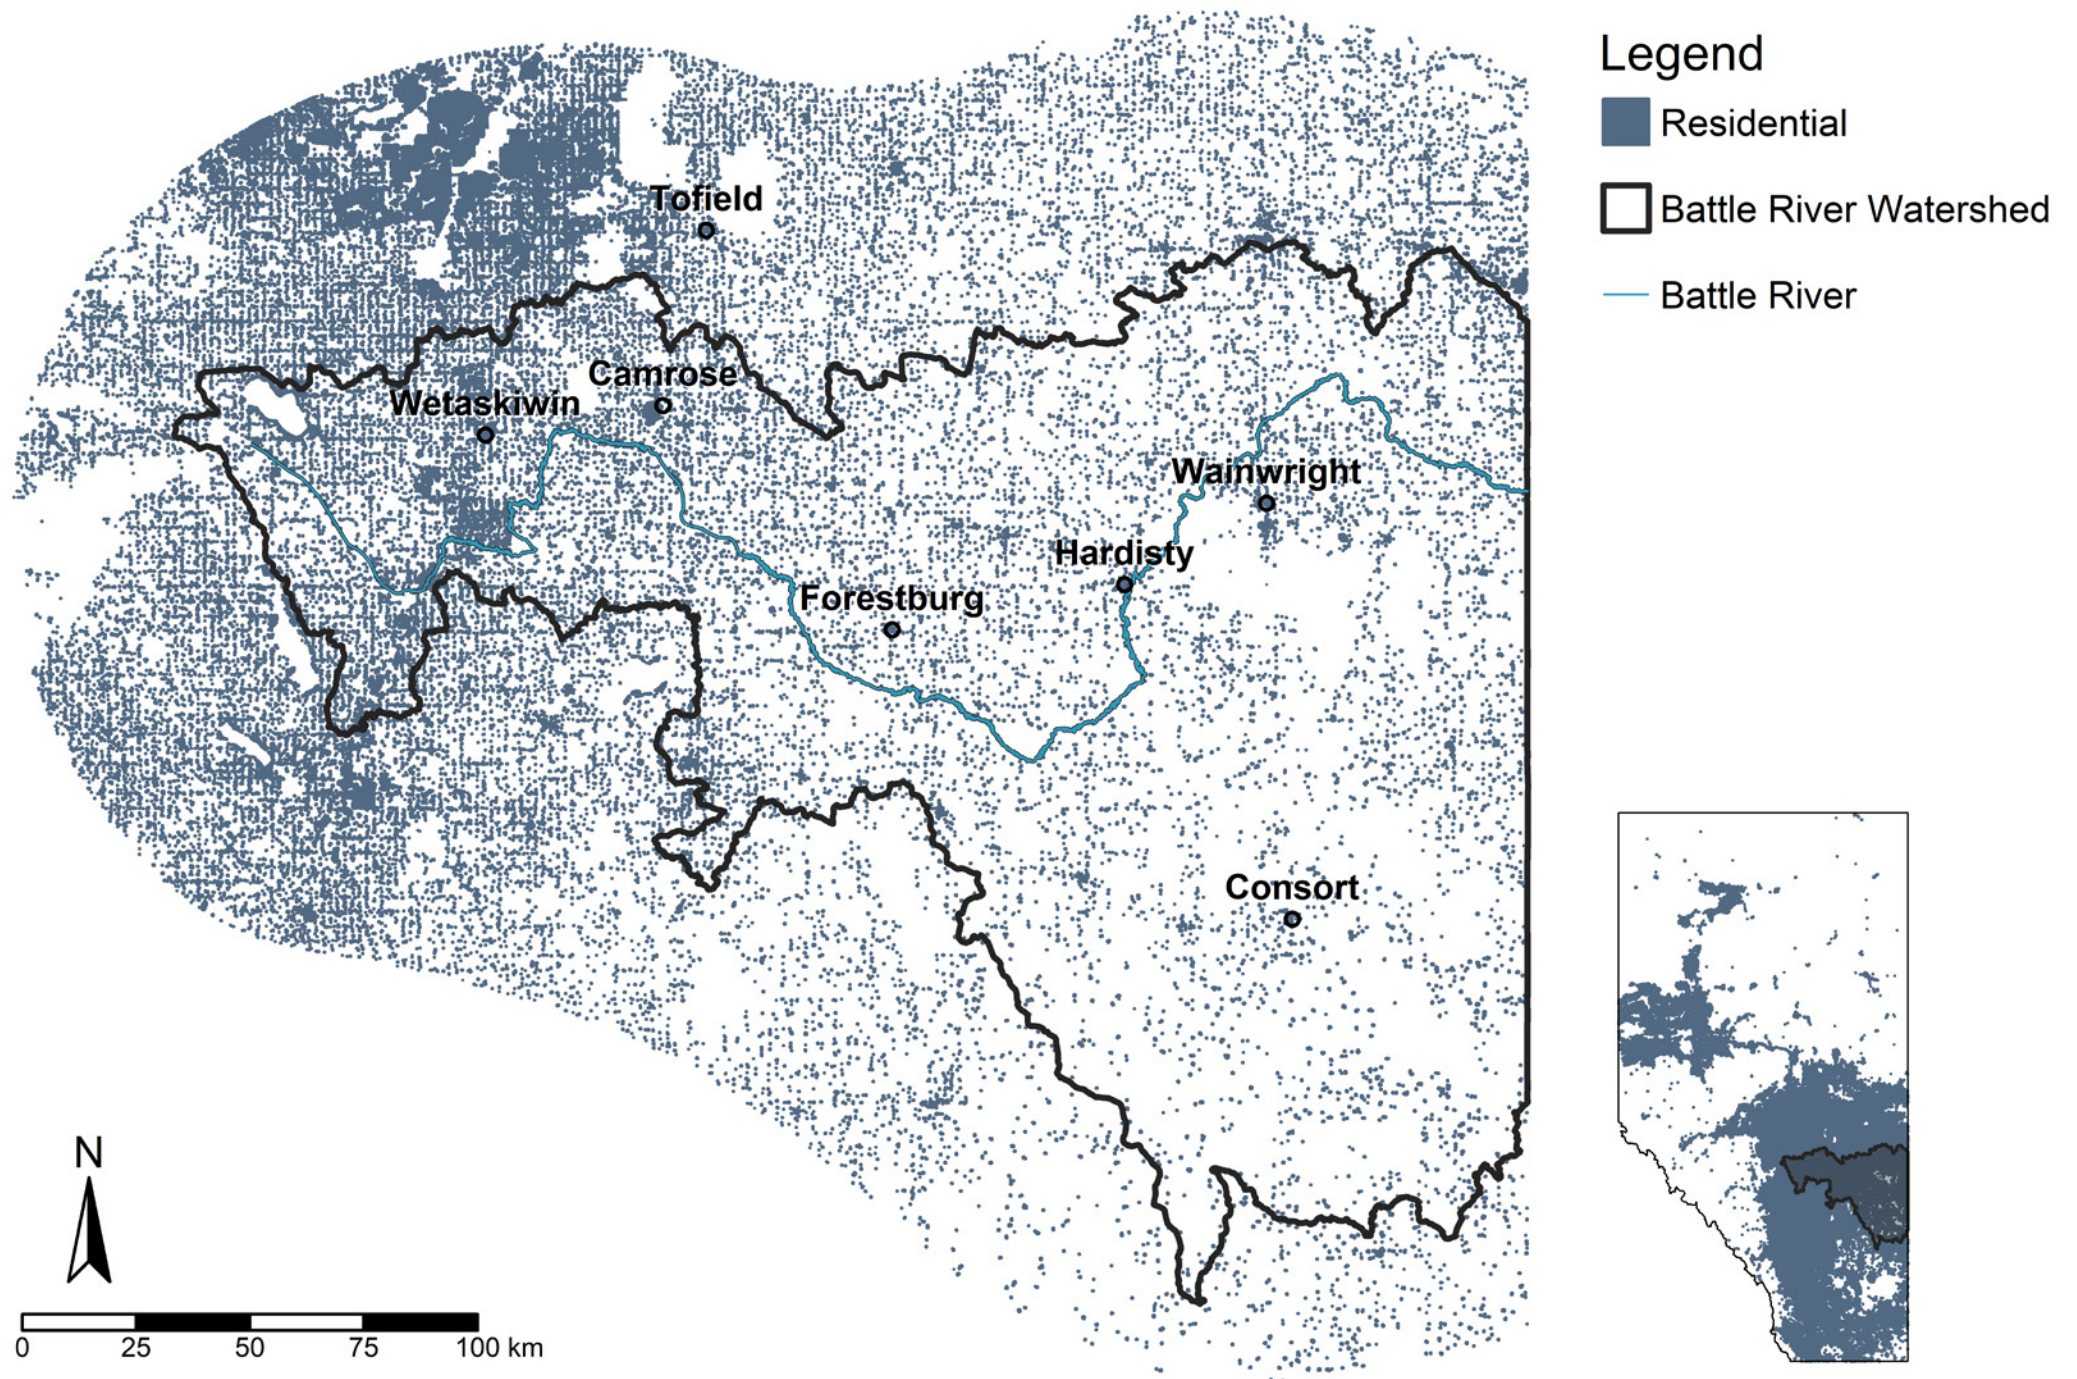 Legend
Residential
Battle River Watershed
Battle River
Tofield
Camrose
Wetaskiwin
Wainwright
Hardisty
Forestburg
Consort
N
0 25 50 75 100 km